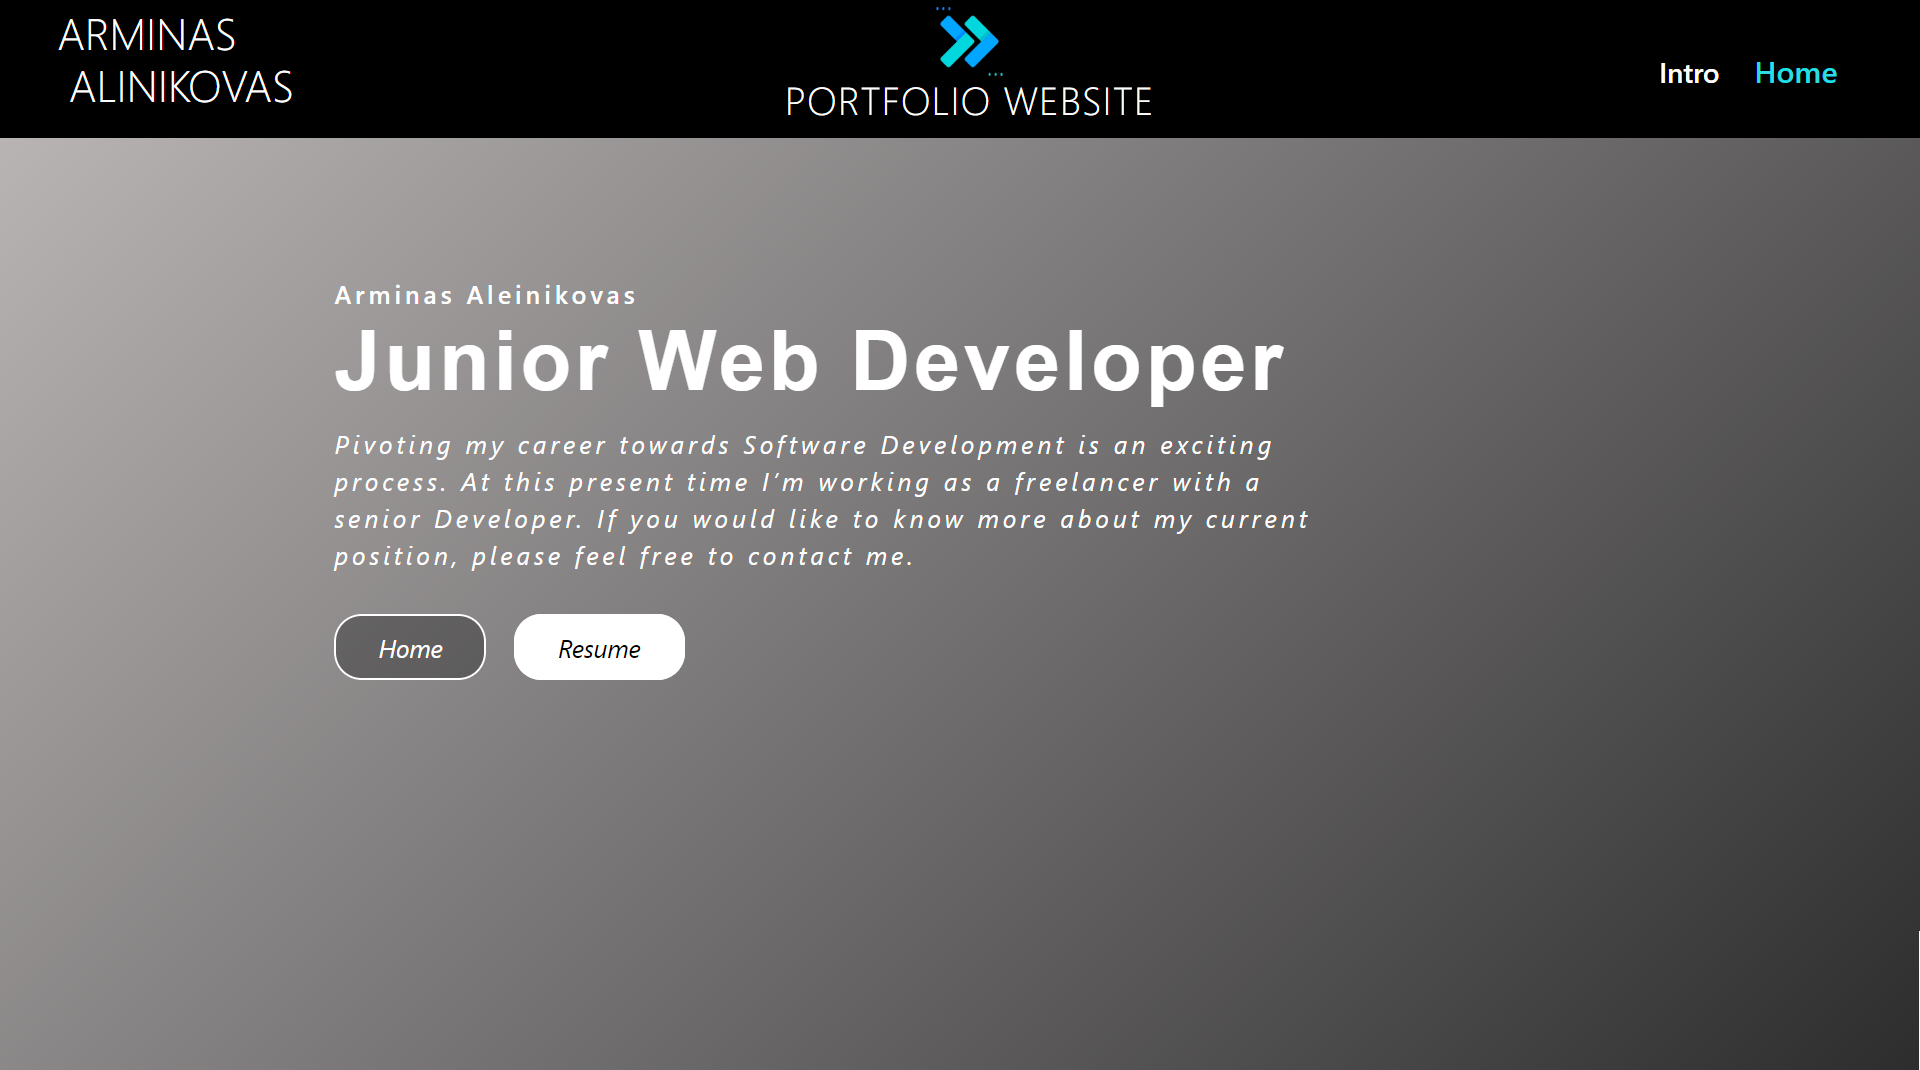 ARMINAS
ALINIKOVAS
PORTFOLIO WEBSITE
Intro Home
Arminas Aleinikovas
Junior Web Developer
Pivoting my career towards Software Development is an exciting
process. At this present time I’m working as a freelancer with a
senior Developer. If you would like to know more about my current
position, please feel free to contact me.
Home Resume